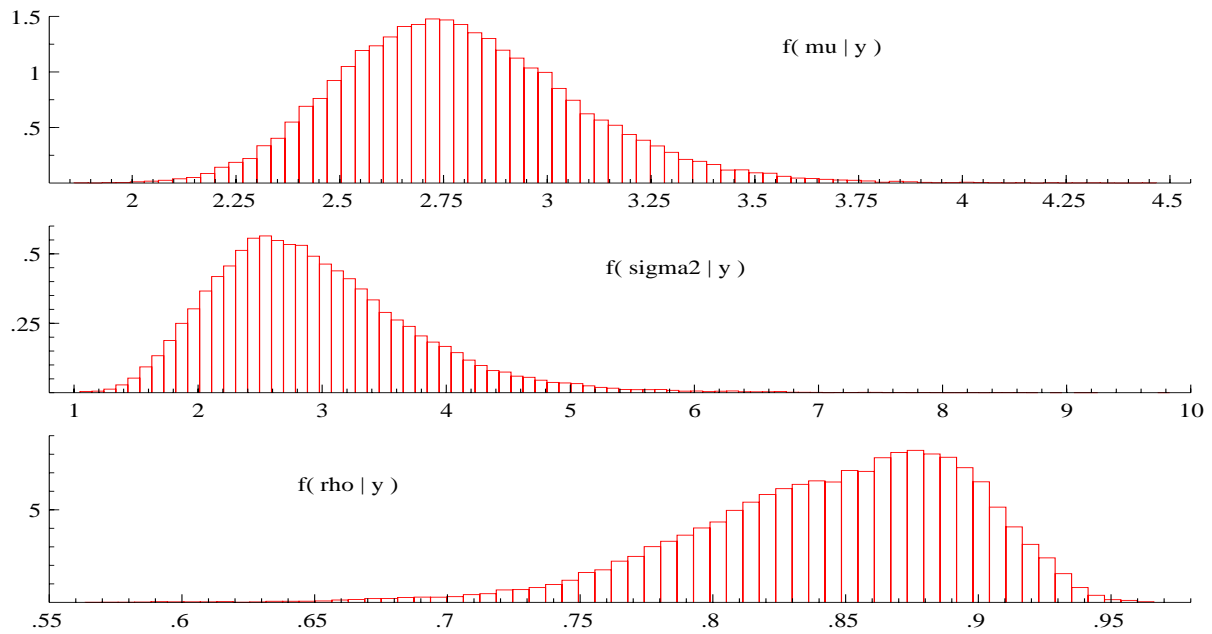 1.5
f( mu | y )
1
.5
2 2.25 2.5 2.75 3 3.25 3.5 3.75 4 4.25 4.5
.5
f( sigma2 | y )
.25
1 2 3 4 5 6 7 8 9 10
f( rho | y )
5
.55 .6 .65 .7 .75 .8 .85 .9 .95